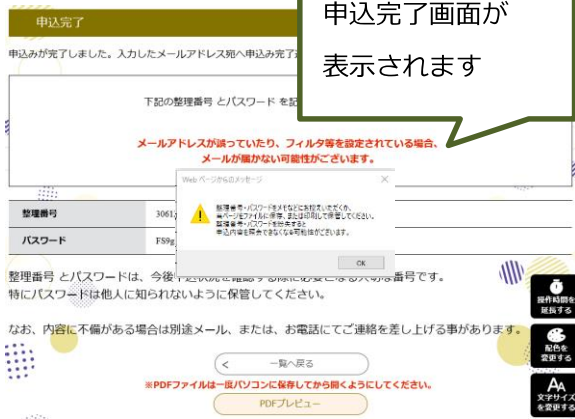 申込完了
申込完了画面が
表示されます
申込みが完了しました。入力したメールアドレス宛へ申込み完了
下記の整理番号 とパスワード を記
メールアドレスが誤っていたり、フィルタ等を設定されている場合、
メールが届かない可能性がございます。
Web ページからのメッセージ
整理番号・パスワードをメモなどにお控えいただくか、
当ページをファイルに保存、または印刷して保管してください。
整理番号・パスワードを紛失すると
申込内容を照会できなくなる可能性がございます。
OK
整理番号 3061
パスワード FS9g
整理番号 とパスワードは、今後 番号です。
特にパスワードは他人に知られないように保管してください。
なお、内容に不備がある場合は別途メール、または、お電話にてご連絡を差し上げる事があります。
< 一覧へ戻る
※PDFファイルは一度パソコンに保存してから開くようにしてください。
PDFプレビュー
操作時間を
延長する
配色を
変更する
AA
文字サイズ
を変更する